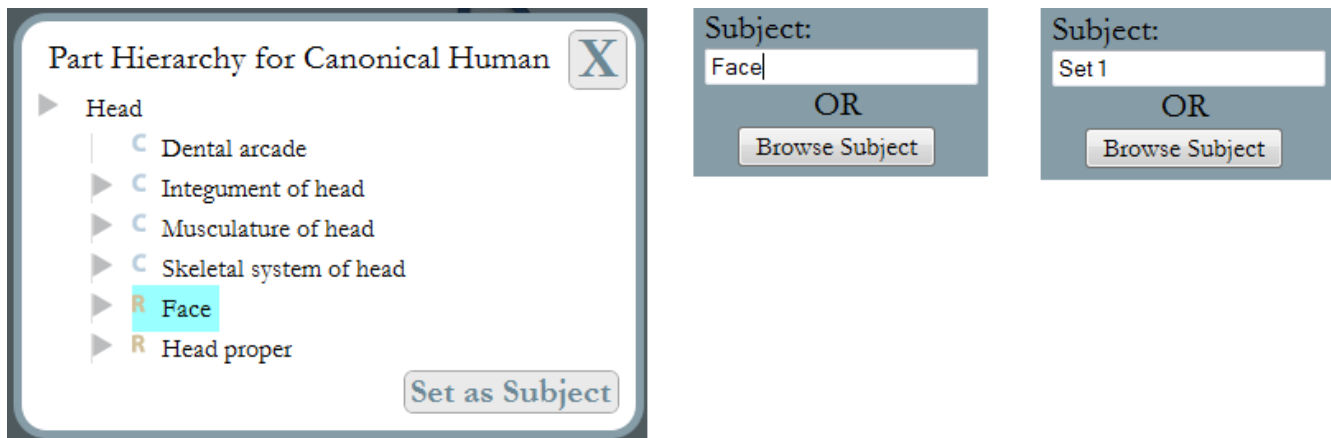 Part Hierarchy for Canonical Human
X
Head
C Dental arcade
C Integument of head
C Musculature of head
C Skeletal system of head
R Face
R Head proper
Set as Subject
Subject:
Face
OR
Browse Subject
Subject:
Set 1
OR
Browse Subject